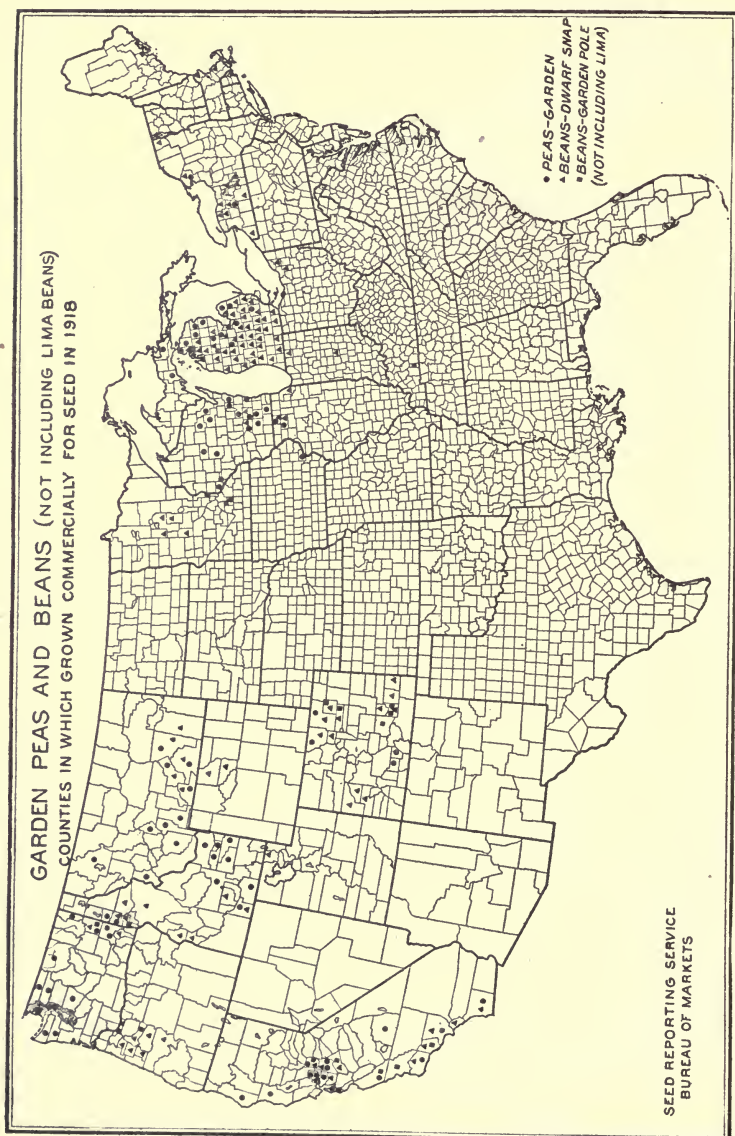 GARDEN PEAS AND BEANS (NOT INCLUDING LIMA BEANS)
COUNTIES IN WHICH GROWN COMMERCIALLY FOR SEED IN 1918
• PEAS-GARDEN
▲ BEANS-DWARF SNAP
■ BEANS-GARDEN POLE
(NOT INCLUDING LIMA)
SEED REPORTING SERVICE
BUREAU OF MARKETS